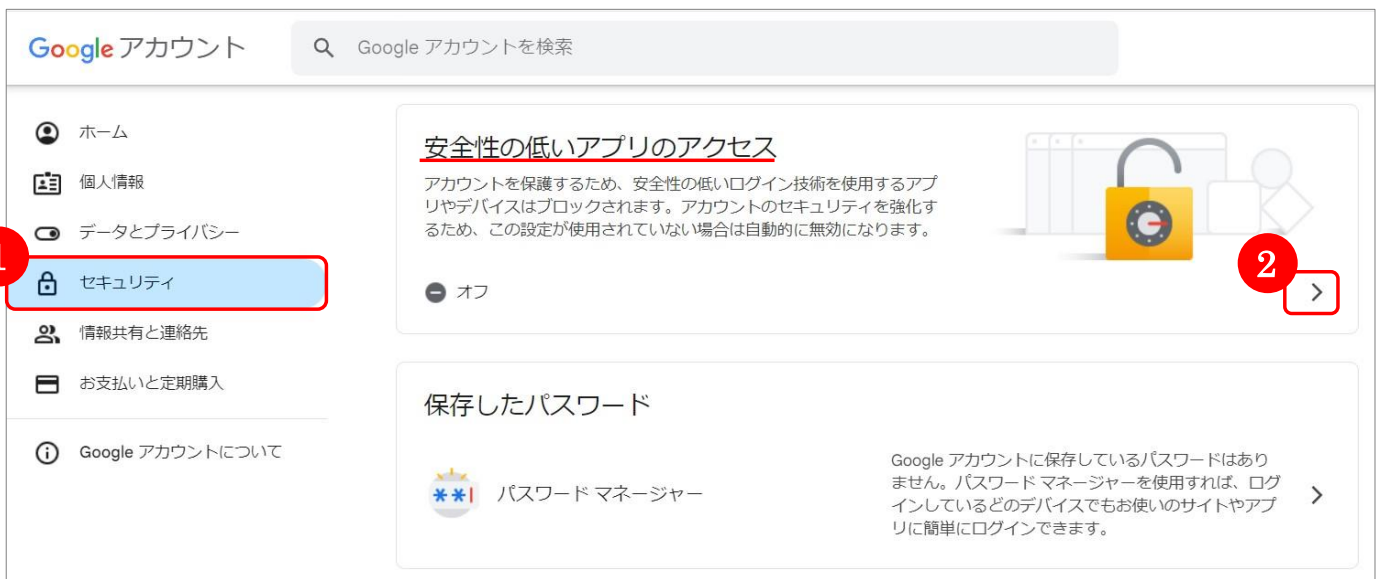 Google アカウント
Google アカウントを検索
ホーム
個人情報
データとプライバシー
1
セキュリティ
情報共有と連絡先
お支払いと定期購入
Google アカウントについて
安全性の低いアプリのアクセス
アカウントを保護するため、安全性の低いログイン技術を使用するアプ
リやデバイスはブロックされます。アカウントのセキュリティを強化す
るため、この設定が使用されていない場合は自動的に無効になります。
オフ
2
保存したパスワード
**
パスワード マネージャー
Google アカウントに保存しているパスワードはあり
ません。パスワード マネージャーを使用すれば、ログ
インしているどのデバイスでもお使いのサイトやアプ
リに簡単にログインできます。